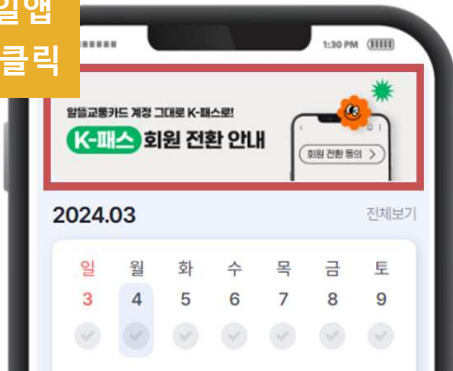 일앱
클릭
1:30 PM
알뜰교통카드 계정 그대로 K-패스로!
K-패스 회원 전환 안내
회원 전환 동의 >
2024.03
전체보기
일 월 화 수 목 금 토
3 4 5 6 7 8 9